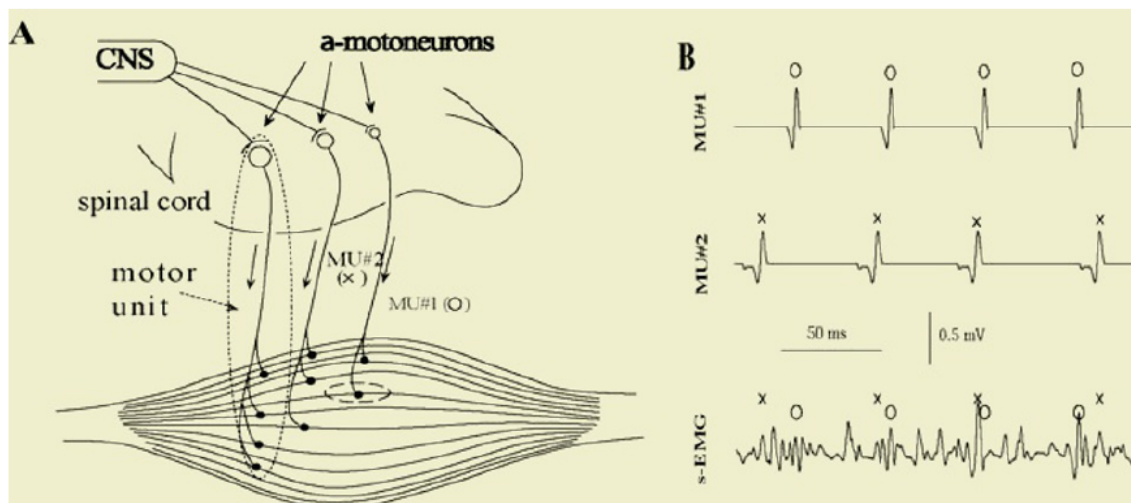 A
CNS
a-motoneurons
spinal cord
motor
unit
MU#2
(×)
MU#1 (O)
B
MU#1
O O O O
MU#2
× × × ×
50 ms
0.5 mV
s-EMG
× × × ×
O O O O